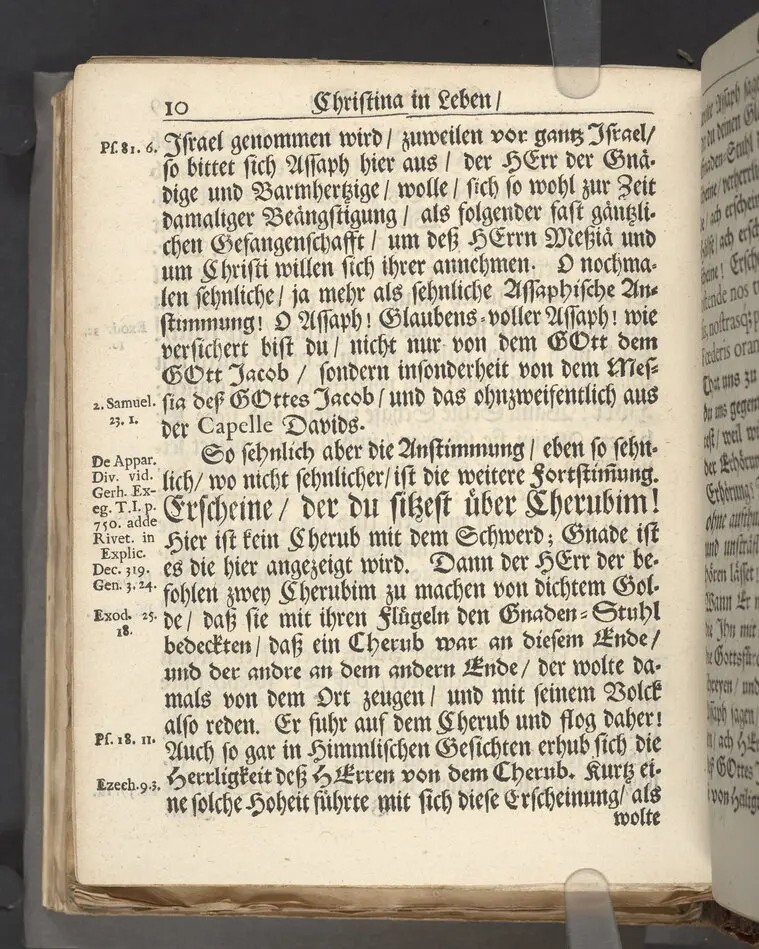 10
Christina in Leben /
Ps. 81. 6.
Israel genommen wird / zuweilen vor gantz Israel /
so bittet sich Assaph hier aus / der HErr der Gnä-
dige und Barmhertzige / wolle / sich so wohl zur Zeit
damaliger Beängstigung / als folgender fast gäntzli-
chen Gefangenschafft / um deß HErrn Meßiä und
um Christi willen sich ihrer annehmen. O nochma-
len sehnliche / ja mehr als sehnliche Assaphische An-
stimmung! O Assaph! Glaubens-voller Assaph! wie
versichert bist du / nicht nur von dem GOtt dem
GOtt Jacob / sondern insonderheit von dem Mes-
2. Samuel.
23. 1.
sia deß GOttes Jacob / und das ohnzweifentlich aus
der Capelle Davids.
So sehnlich aber die Anstimmung / eben so sehn-
De Appar.
Div. vid.
Gerh. Ex-
eg. T. I. p.
750. adde
Rivet. in
Explic.
Dec. 319.
Gen. 3. 24.
lich / wo nicht sehnlicher / ist die weitere Fortstim̃ung.
Erscheine / der du sitzest über Cherubim!
Hier ist kein Cherub mit dem Schwerd; Gnade ist
es die hier angezeigt wird. Dann der HErr der be-
fohlen zwey Cherubim zu machen von dichtem Gol-
Exod. 25.
18.
de / daß sie mit ihren Flügeln den Gnaden-Stuhl
bedeckten / daß ein Cherub war an diesem Ende /
und der andre an dem andern Ende / der wolte da-
mals von dem Ort zeugen / und mit seinem Volck
also reden. Er fuhr auf dem Cherub und flog daher!
Ps. 18. 11.
Auch so gar in Himmlischen Gesichten erhub sich die
Ezech. 9. 3.
Herrligkeit deß HErren von dem Cherub. Kurtz ei-
ne solche Hoheit führte mit sich diese Erscheinung / als
wolte